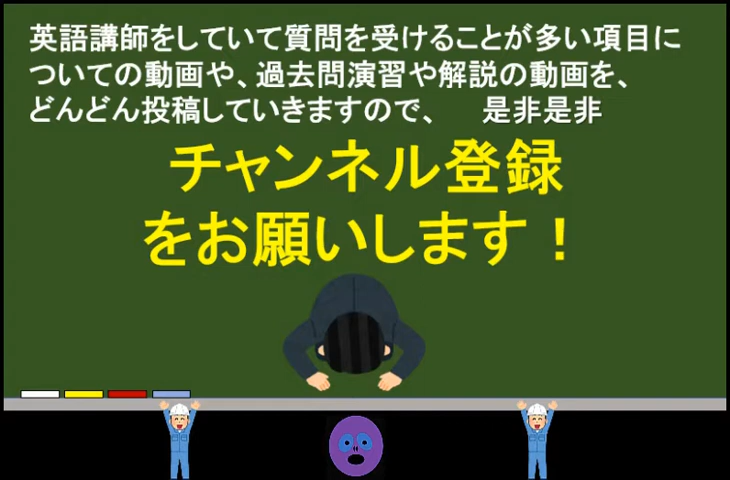 英語講師をしていて質問を受けることが多い項目に
ついての動画や、過去問演習や解説の動画を、
どんどん投稿していきますので、　是非是非
チャンネル登録
をお願いします！